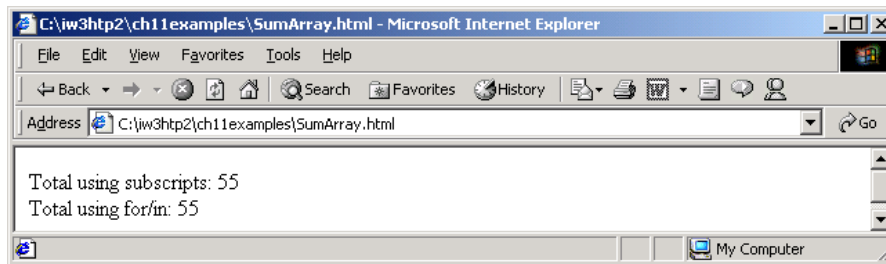 C:\iw3htp2\ch11examples\SumArray.html - Microsoft Internet Explorer
File Edit View Favorites Tools Help
Back Search Favorites History
Address C:\iw3htp2\ch11examples\SumArray.html Go
Total using subscripts: 55
Total using for/in: 55
My Computer